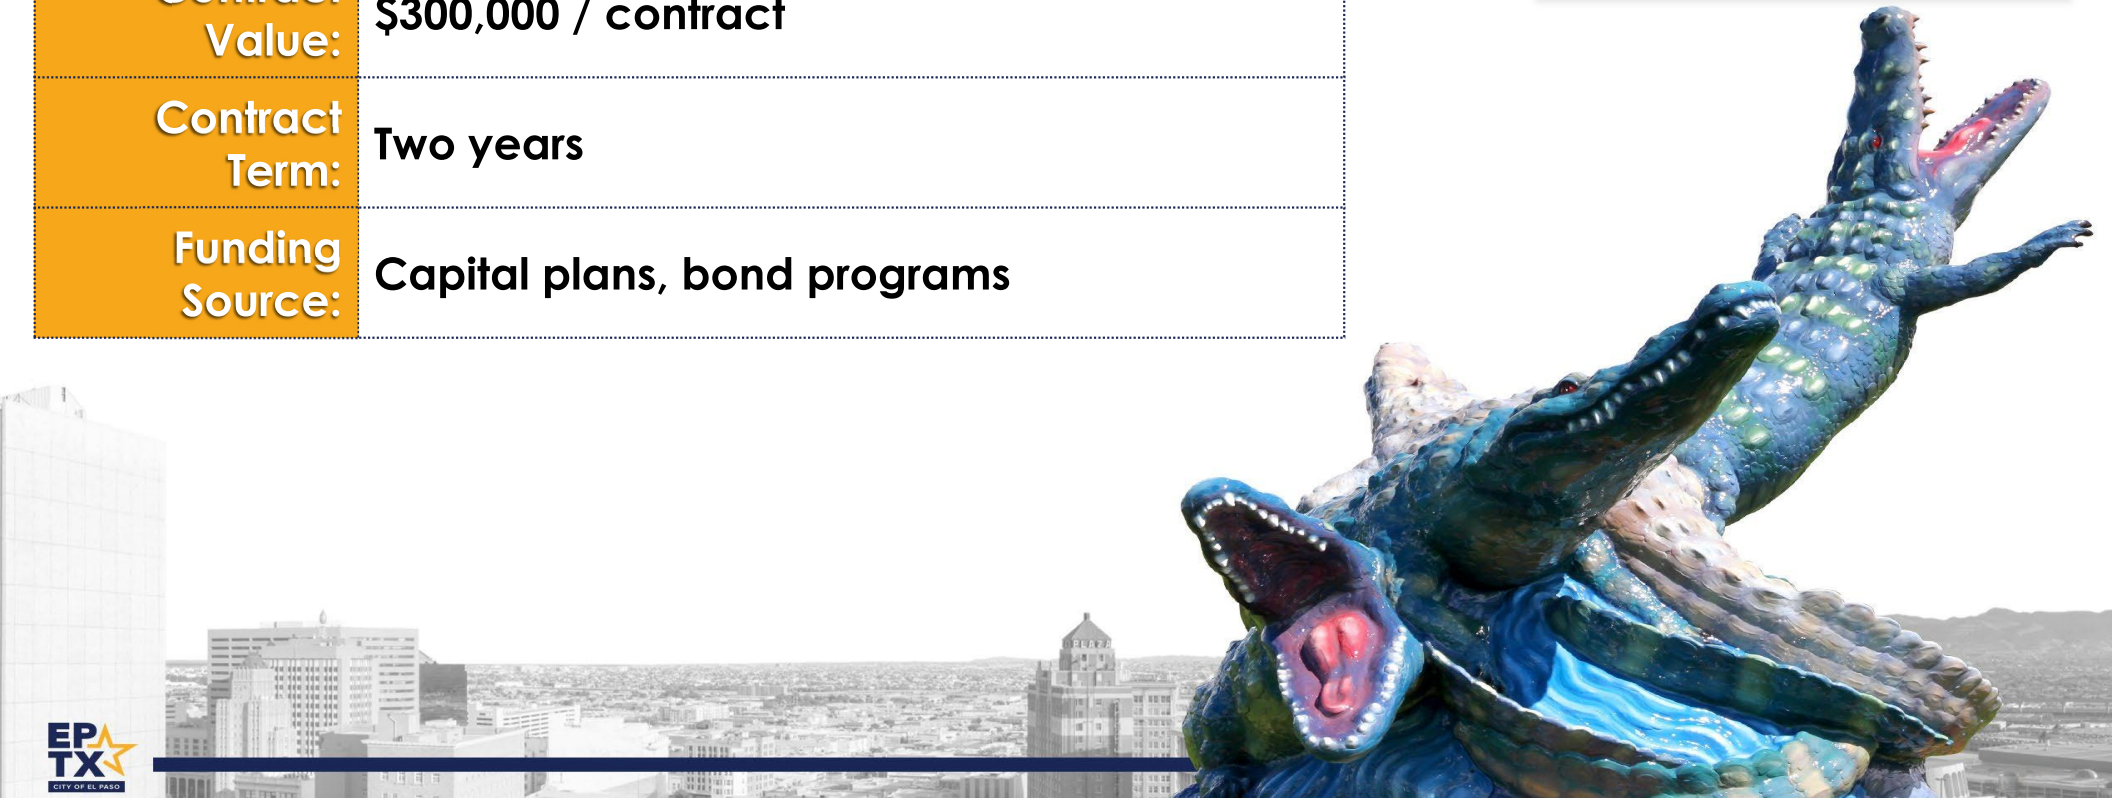 Contract
Value:
$300,000 / contract
Contract
Term:
Two years
Funding
Source:
Capital plans, bond programs
EP
TX
CITY OF EL PASO